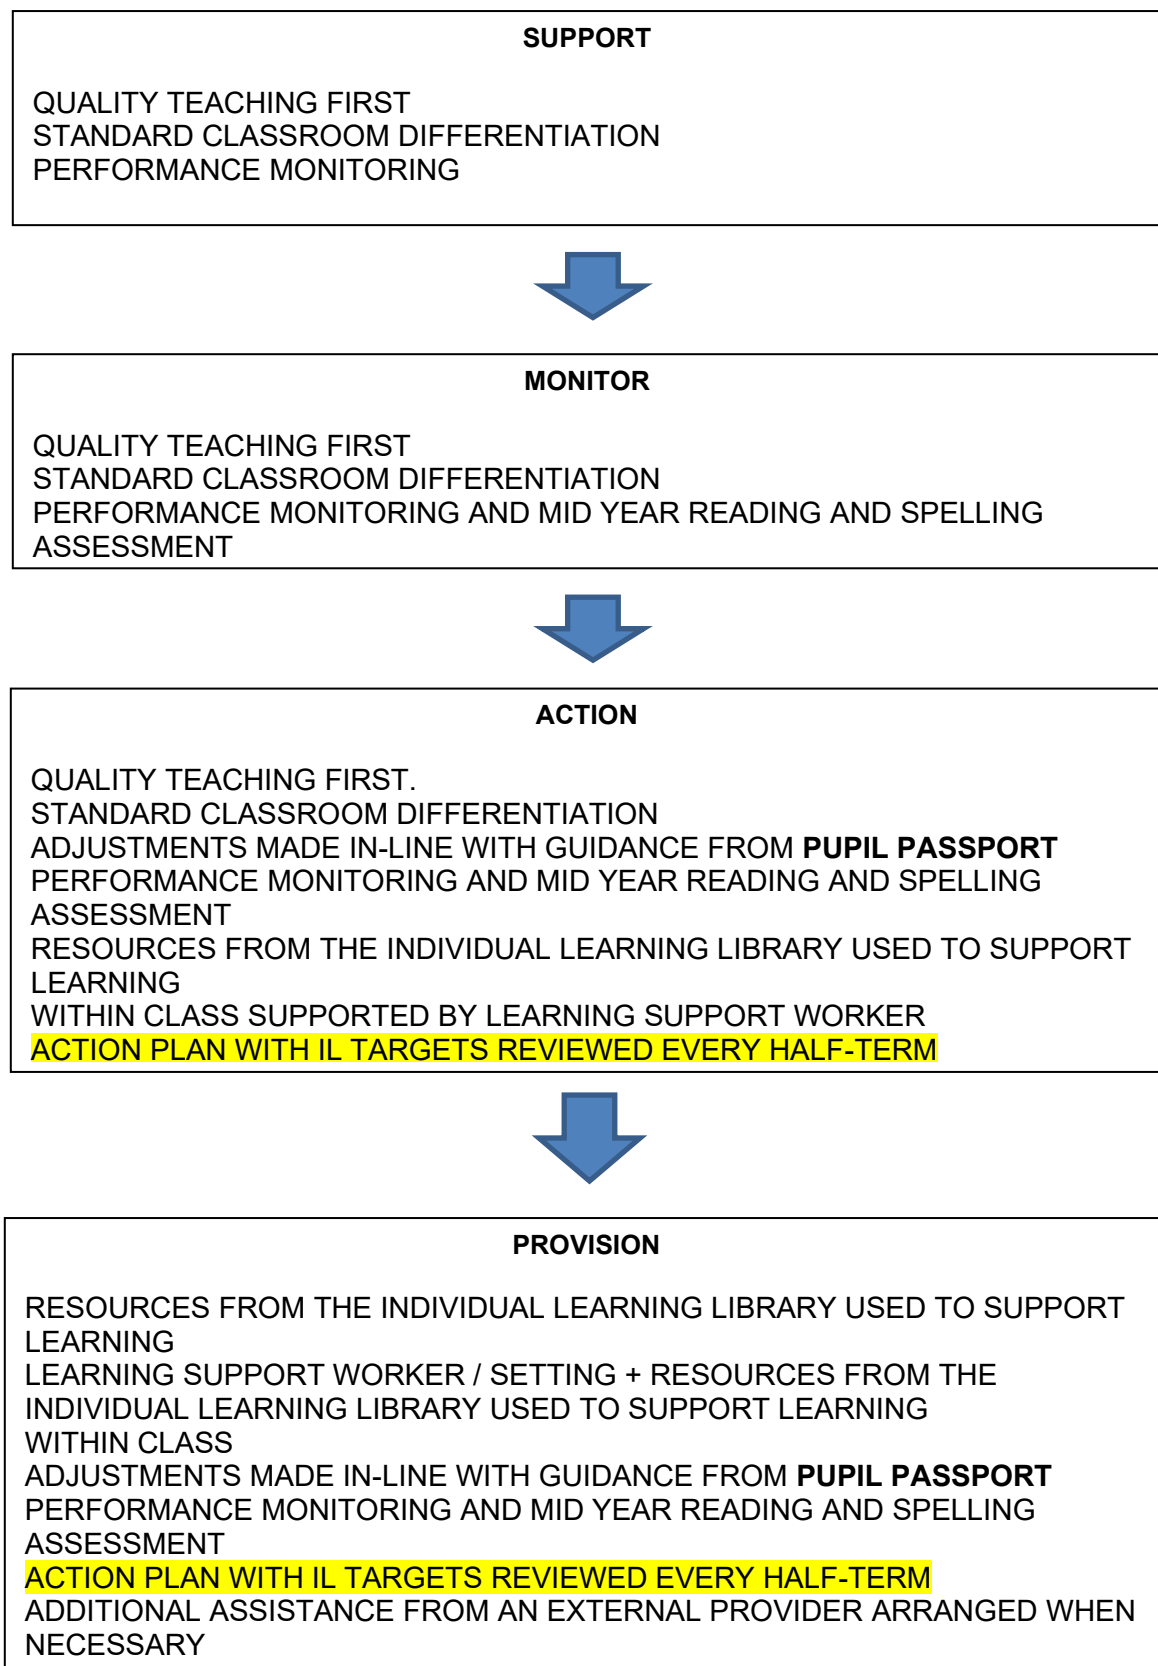 SUPPORT
QUALITY TEACHING FIRST
STANDARD CLASSROOM DIFFERENTIATION
PERFORMANCE MONITORING
MONITOR
QUALITY TEACHING FIRST
STANDARD CLASSROOM DIFFERENTIATION
PERFORMANCE MONITORING AND MID YEAR READING AND SPELLING
ASSESSMENT
ACTION
QUALITY TEACHING FIRST.
STANDARD CLASSROOM DIFFERENTIATION
ADJUSTMENTS MADE IN-LINE WITH GUIDANCE FROM PUPIL PASSPORT
PERFORMANCE MONITORING AND MID YEAR READING AND SPELLING
ASSESSMENT
RESOURCES FROM THE INDIVIDUAL LEARNING LIBRARY USED TO SUPPORT
LEARNING
WITHIN CLASS SUPPORTED BY LEARNING SUPPORT WORKER
ACTION PLAN WITH IL TARGETS REVIEWED EVERY HALF-TERM
PROVISION
RESOURCES FROM THE INDIVIDUAL LEARNING LIBRARY USED TO SUPPORT
LEARNING
LEARNING SUPPORT WORKER / SETTING + RESOURCES FROM THE
INDIVIDUAL LEARNING LIBRARY USED TO SUPPORT LEARNING
WITHIN CLASS
ADJUSTMENTS MADE IN-LINE WITH GUIDANCE FROM PUPIL PASSPORT
PERFORMANCE MONITORING AND MID YEAR READING AND SPELLING
ASSESSMENT
ACTION PLAN WITH IL TARGETS REVIEWED EVERY HALF-TERM
ADDITIONAL ASSISTANCE FROM AN EXTERNAL PROVIDER ARRANGED WHEN
NECESSARY